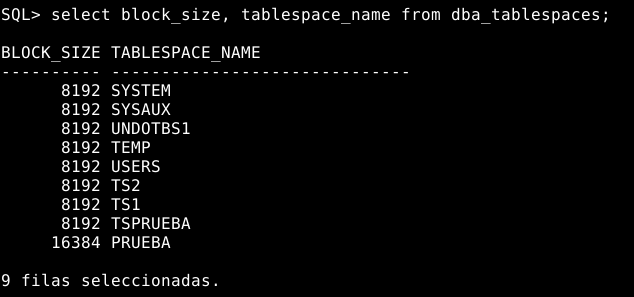 SQL> select block_size, tablespace_name from dba_tablespaces;
BLOCK_SIZE TABLESPACE_NAME
---------- ------------------------------
8192 SYSTEM
8192 SYSAUX
8192 UNDOTBS1
8192 TEMP
8192 USERS
8192 TS2
8192 TS1
8192 TSPRUEBA
16384 PRUEBA
9 filas seleccionadas.